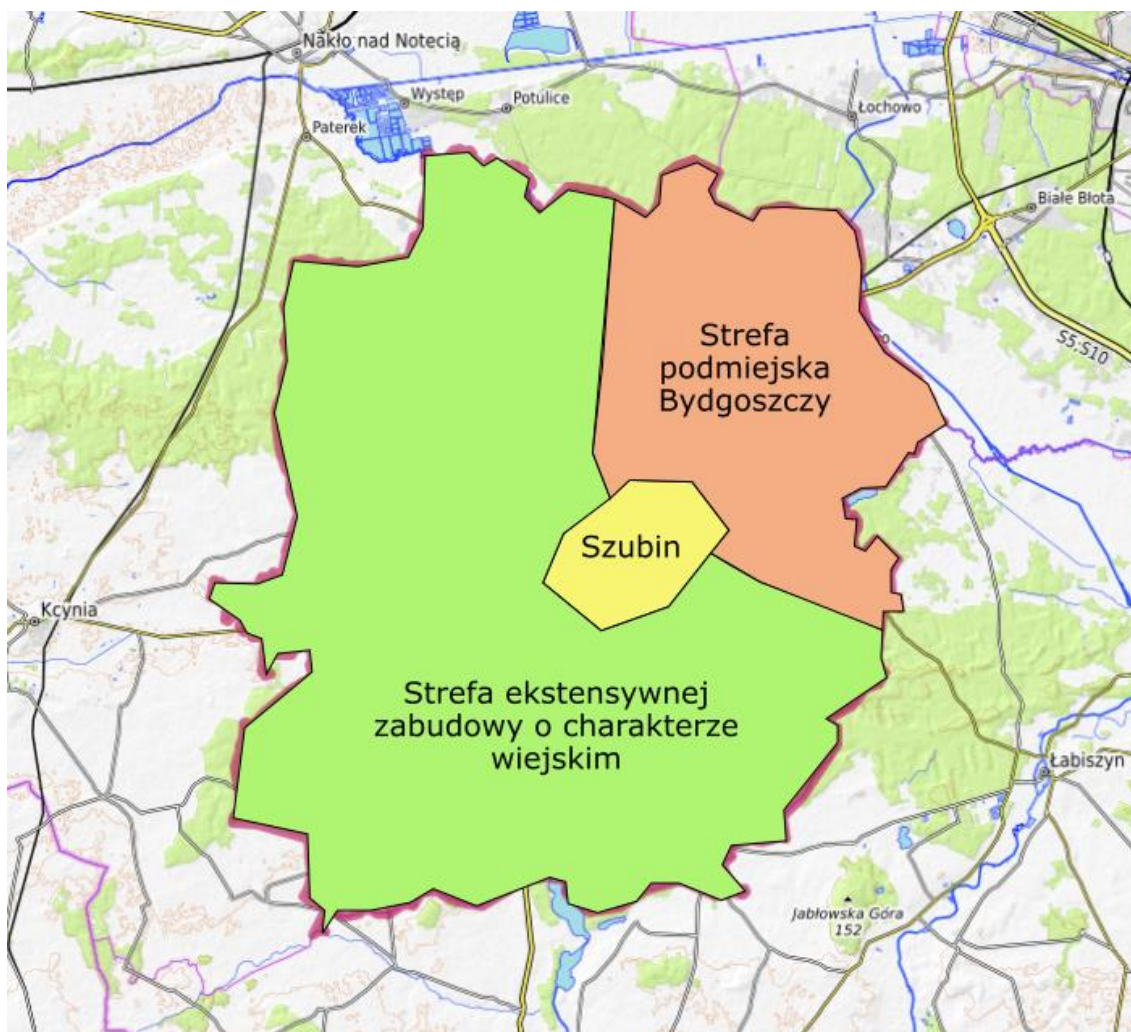 Nakło nad Notecią
Występ
Potulice
Łochowo
Paterek
Białe Błota
S5;S10
Strefa
podmiejska
Bydgoszczy
Szubin
Kcynia
Strefa ekstensywnej
zabudowy o charakterze
wiejskim
Łabiszyn
Jabłowska Góra
152